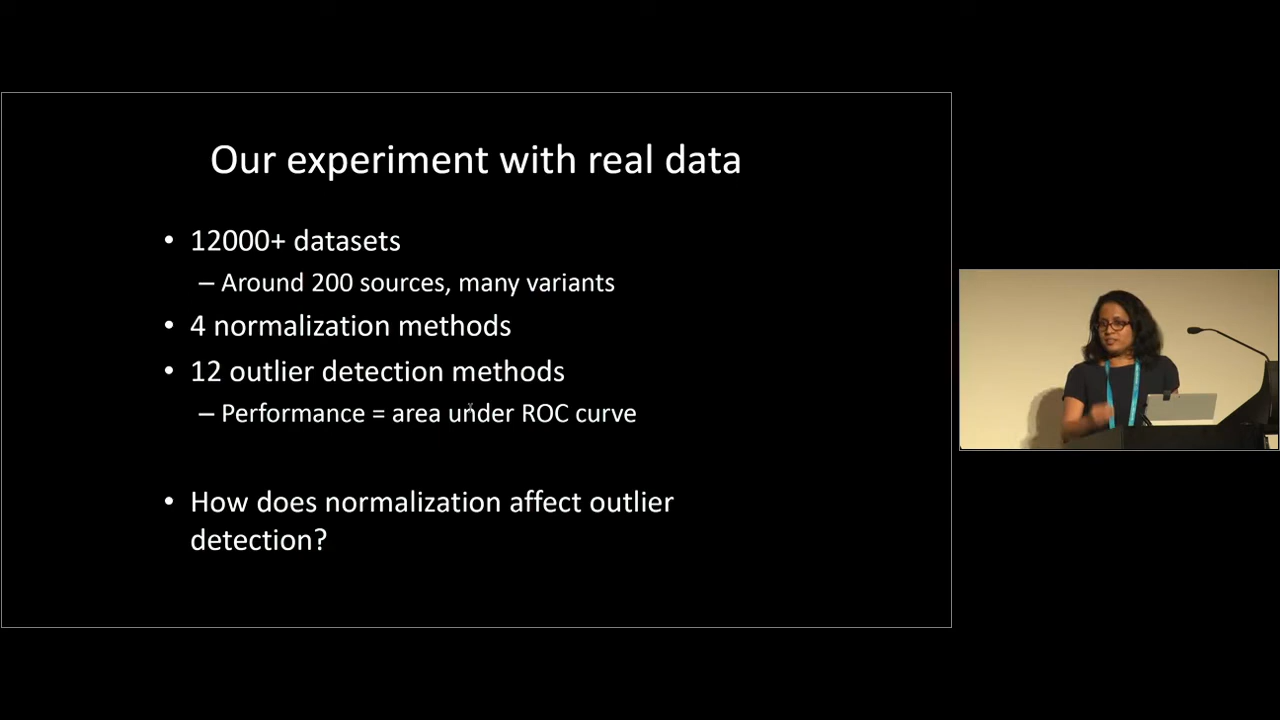 Our experiment with real data
• 12000+ datasets
– Around 200 sources, many variants
• 4 normalization methods
• 12 outlier detection methods
– Performance = area under ROC curve
• How does normalization affect outlier
detection?